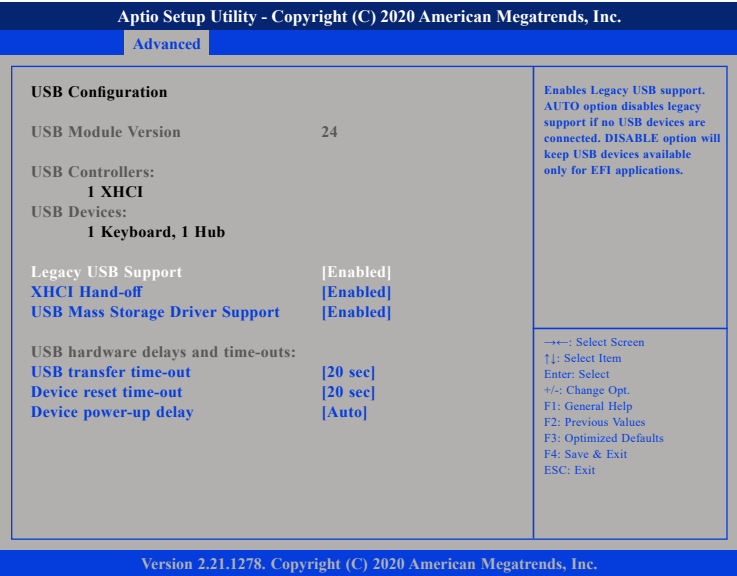 Aptio Setup Utility - Copyright (C) 2020 American Megatrends, Inc.
Advanced
USB Configuration
USB Module Version 24
USB Controllers:
1 XHCI
USB Devices:
1 Keyboard, 1 Hub
Legacy USB Support [Enabled]
XHCI Hand-off [Enabled]
USB Mass Storage Driver Support [Enabled]
USB hardware delays and time-outs:
USB transfer time-out [20 sec]
Device reset time-out [20 sec]
Device power-up delay [Auto]
Enables Legacy USB support.
AUTO option disables legacy
support if no USB devices are
connected. DISABLE option will
keep USB devices available
only for EFI applications.
→←: Select Screen
↑↓: Select Item
Enter: Select
+/-: Change Opt.
F1: General Help
F2: Previous Values
F3: Optimized Defaults
F4: Save & Exit
ESC: Exit
Version 2.21.1278. Copyright (C) 2020 American Megatrends, Inc.